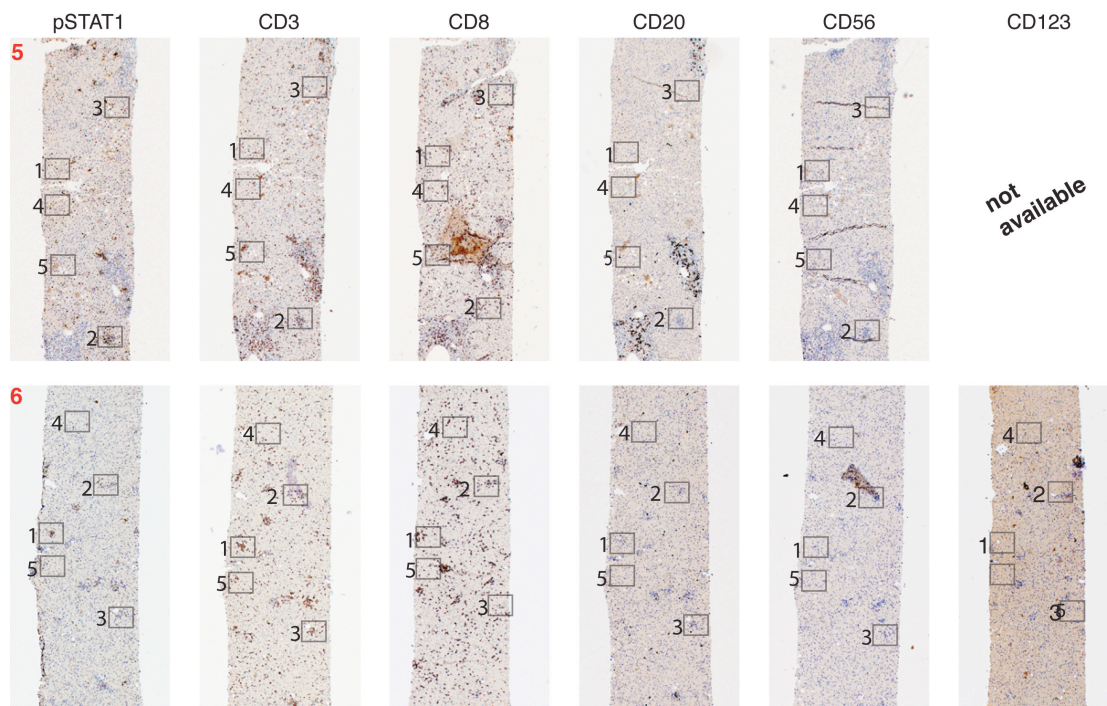 pSTAT1 CD3 CD8 CD20 CD56 CD123
5
3 3 3 3 3
1 1 1 1 1
4 4 4 4 4
not
available
5 5 5 5 5
2 2 2 2 2
6
4 4 4 4 4 4
2 2 2 2 2 2
1 1 1 1 1 1
5 5 5 5 5
3 3 3 3 3 3